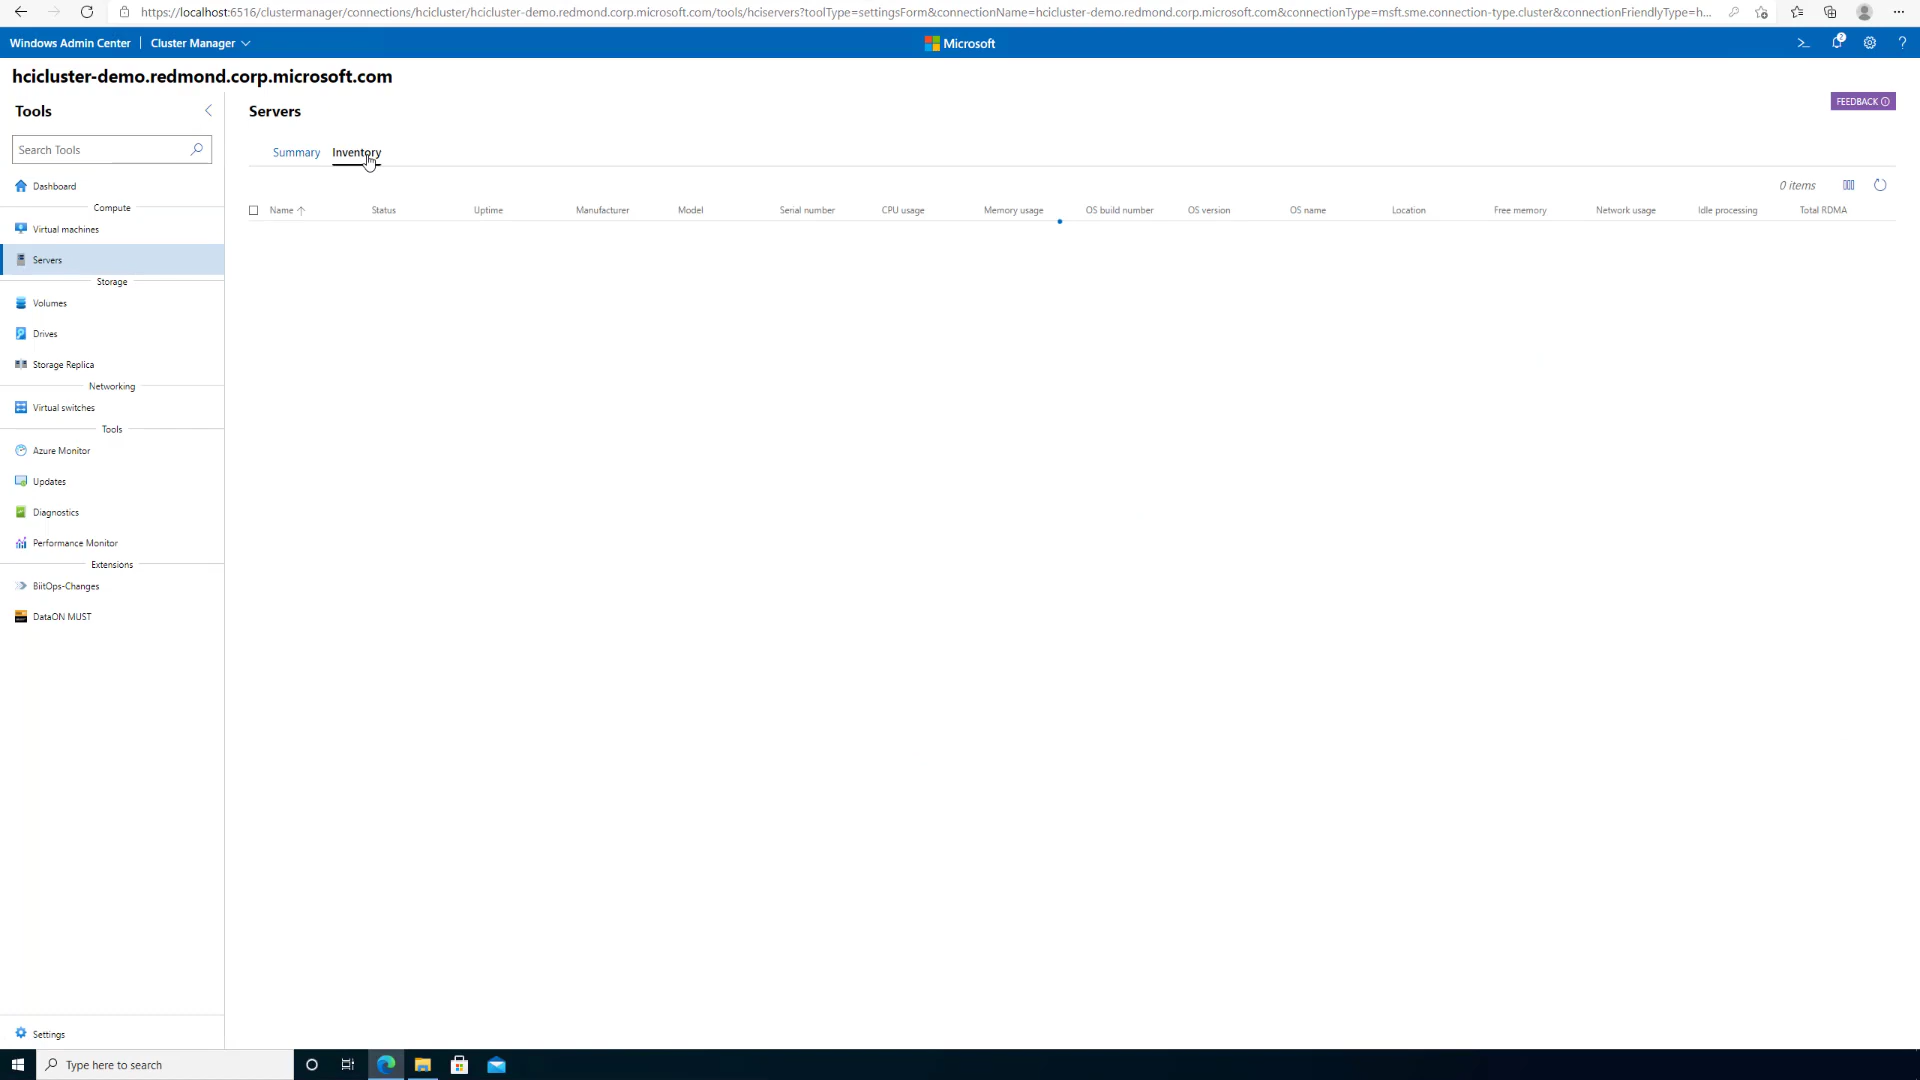 https://localhost:6516/clustermanager/connections/hcicluster/hcicluster-demo.redmond.corp.microsoft.com/tools/hciservers?toolType=settingsForm&connectionName=hcicluster-demo.redmond.corp.microsoft.com&connectionType=msft.sme.connection-type.cluster&connectionFriendlyType=h...
Windows Admin Center Cluster Manager Microsoft 2 ?
hcicluster-demo.redmond.corp.microsoft.com
Tools
Search Tools
Dashboard
Compute
Virtual machines
Servers
Storage
Volumes
Drives
Storage Replica
Networking
Virtual switches
Tools
Azure Monitor
Updates
Diagnostics
Performance Monitor
Extensions
BiitOps-Changes
DataON MUST
Settings
Servers
FEEDBACK
Summary Inventory
0 items
Name Status Uptime Manufacturer Model Serial number CPU usage Memory usage OS build number OS version OS name Location Free memory Network usage Idle processing Total RDMA
Type here to search